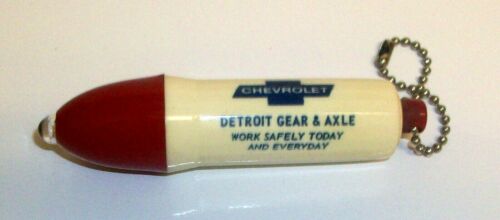 CHEVROLET
DETROIT GEAR & AXLE
WORK SAFELY TODAY
AND EVERYDAY